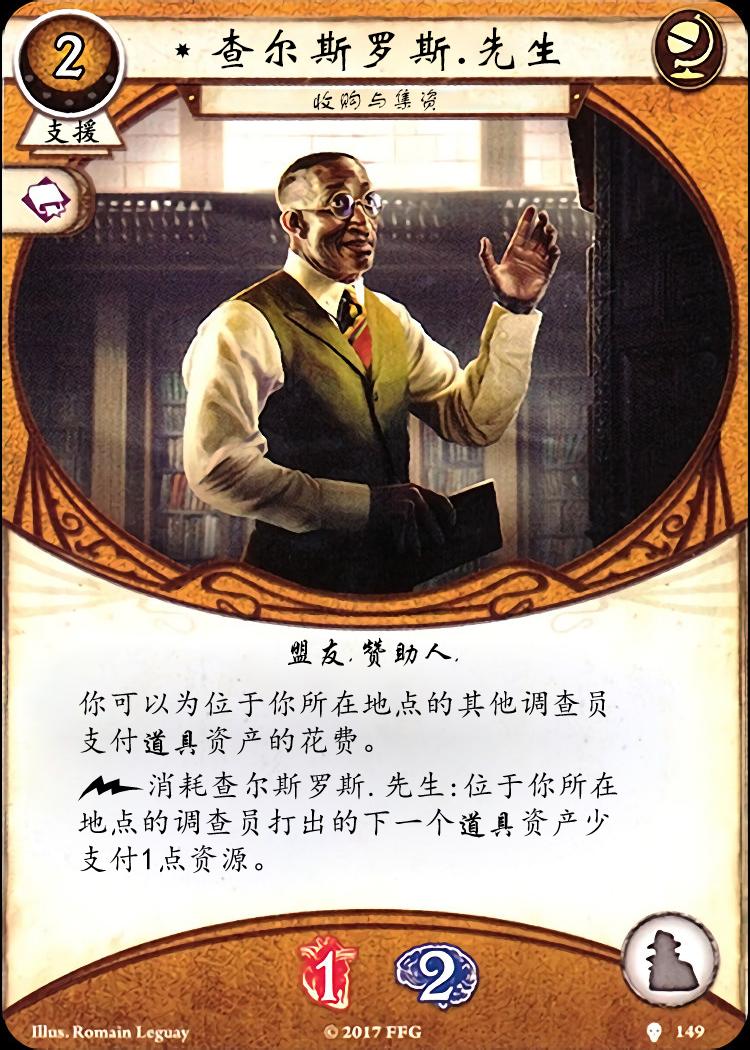 2
查尔斯罗斯.先生
收购与集资
支援
盟友.赞助人.
你可以为位于你所在地点的其他调查员
支付道具资产的花费。
消耗查尔斯罗斯.先生:位于你所在
地点的调查员打出的下一个道具资产少
支付1点资源。
1 2
Illus. Romain Leguay © 2017 FFG 149